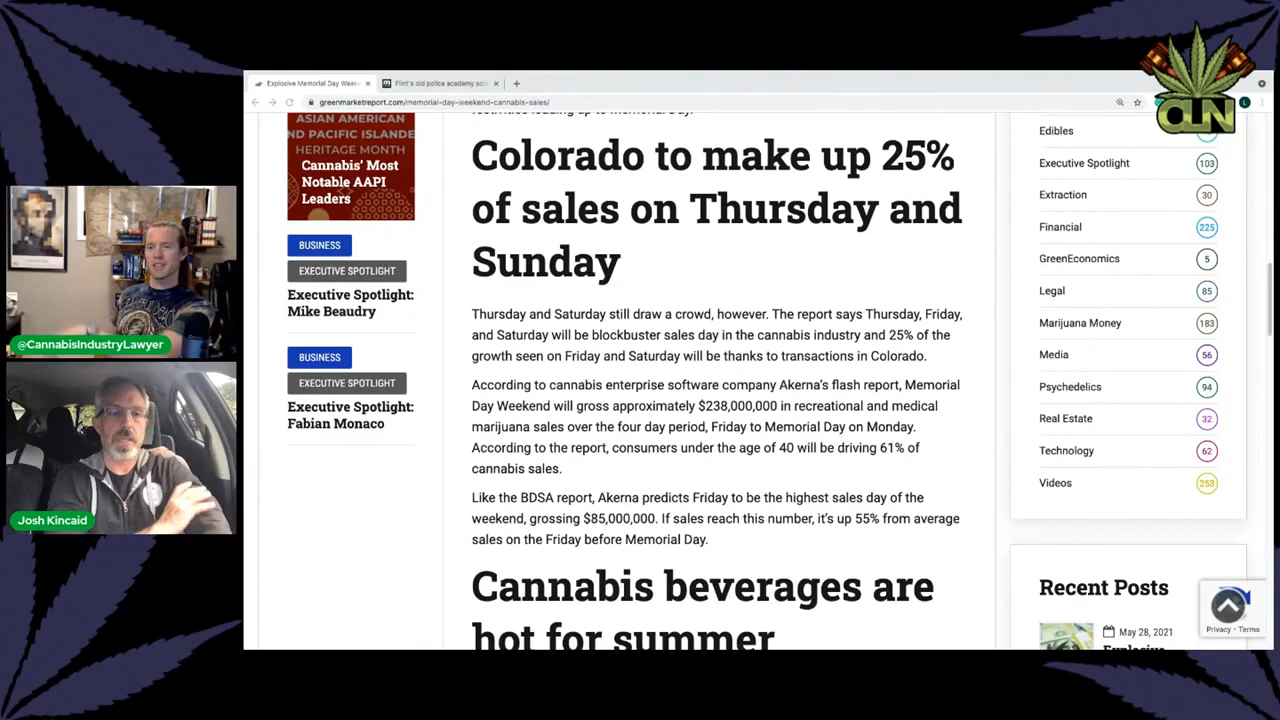 Explosive Memorial Day Week
Flint's old police academy
greenmarketreport.com/memorial-day-weekend-cannabis-sales/
CLN
ASIAN AMERICAN
ND PACIFIC ISLANDE
HERITAGE MONTH
Cannabis' Most
Notable AAPI
Leaders
BUSINESS
EXECUTIVE SPOTLIGHT
Executive Spotlight:
Mike Beaudry
BUSINESS
EXECUTIVE SPOTLIGHT
Executive Spotlight:
Fabian Monaco
@CannabisIndustryLawyer
Josh Kincaid
Colorado to make up 25%
of sales on Thursday and
Sunday
Thursday and Saturday still draw a crowd, however. The report says Thursday, Friday,
and Saturday will be blockbuster sales day in the cannabis industry and 25% of the
growth seen on Friday and Saturday will be thanks to transactions in Colorado.
According to cannabis enterprise software company Akerna's flash report, Memorial
Day Weekend will gross approximately $238,000,000 in recreational and medical
marijuana sales over the four day period, Friday to Memorial Day on Monday.
According to the report, consumers under the age of 40 will be driving 61% of
cannabis sales.
Like the BDSA report, Akerna predicts Friday to be the highest sales day of the
weekend, grossing $85,000,000. If sales reach this number, it's up 55% from average
sales on the Friday before Memorial Day.
Cannabis beverages are
hot for summer
Edibles
Executive Spotlight 103
Extraction 30
Financial 225
GreenEconomics 5
Legal 85
Marijuana Money 183
Media 56
Psychedelics 94
Real Estate 32
Technology 62
Videos 253
Recent Posts
May 28, 2021
Explosive
Privacy - Terms